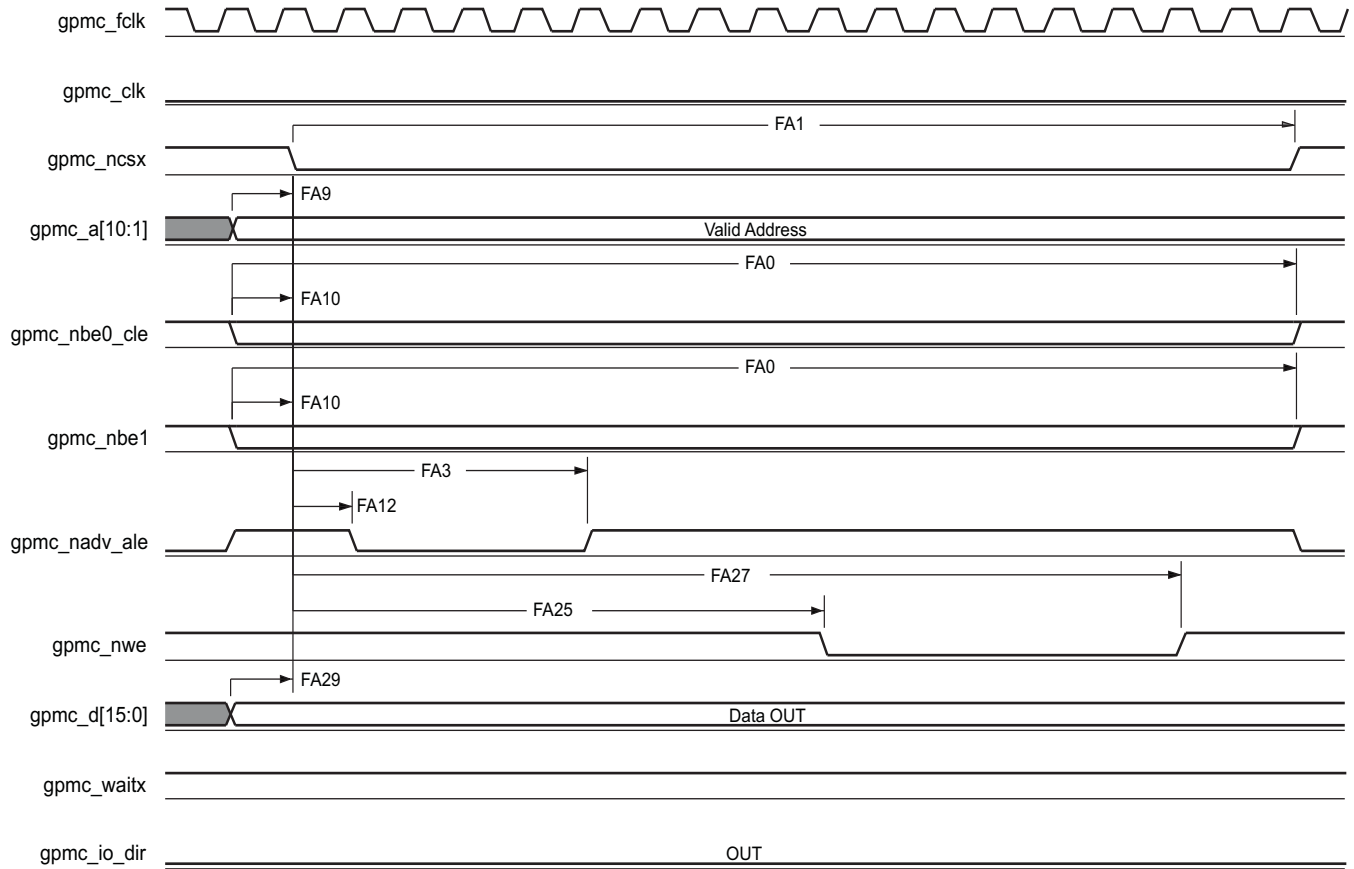 gpmc_fclk
gpmc_clk
FA1
gpmc_ncsx
FA9
gpmc_a[10:1]
Valid Address
FA0
FA10
gpmc_nbe0_cle
FA0
FA10
gpmc_nbe1
FA3
FA12
gpmc_nadv_ale
FA27
FA25
gpmc_nwe
FA29
gpmc_d[15:0]
Data OUT
gpmc_waitx
gpmc_io_dir
OUT